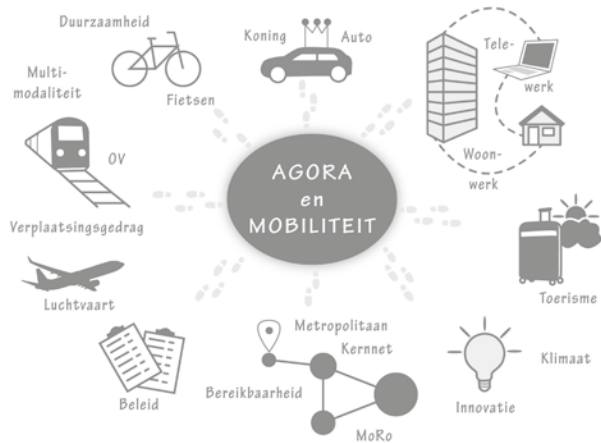 Duurzaamheid
Koning Auto
Tele-
werk
Multi-
modaliteit
Fietsen
OV
Woon-
werk
AGORA
en
MOBILITEIT
Verplaatsingsgedrag
Luchtvaart
Toerisme
Metropolitaan
Kernnet
Klimaat
Bereikbaarheid
Beleid
Innovatie
MoRo